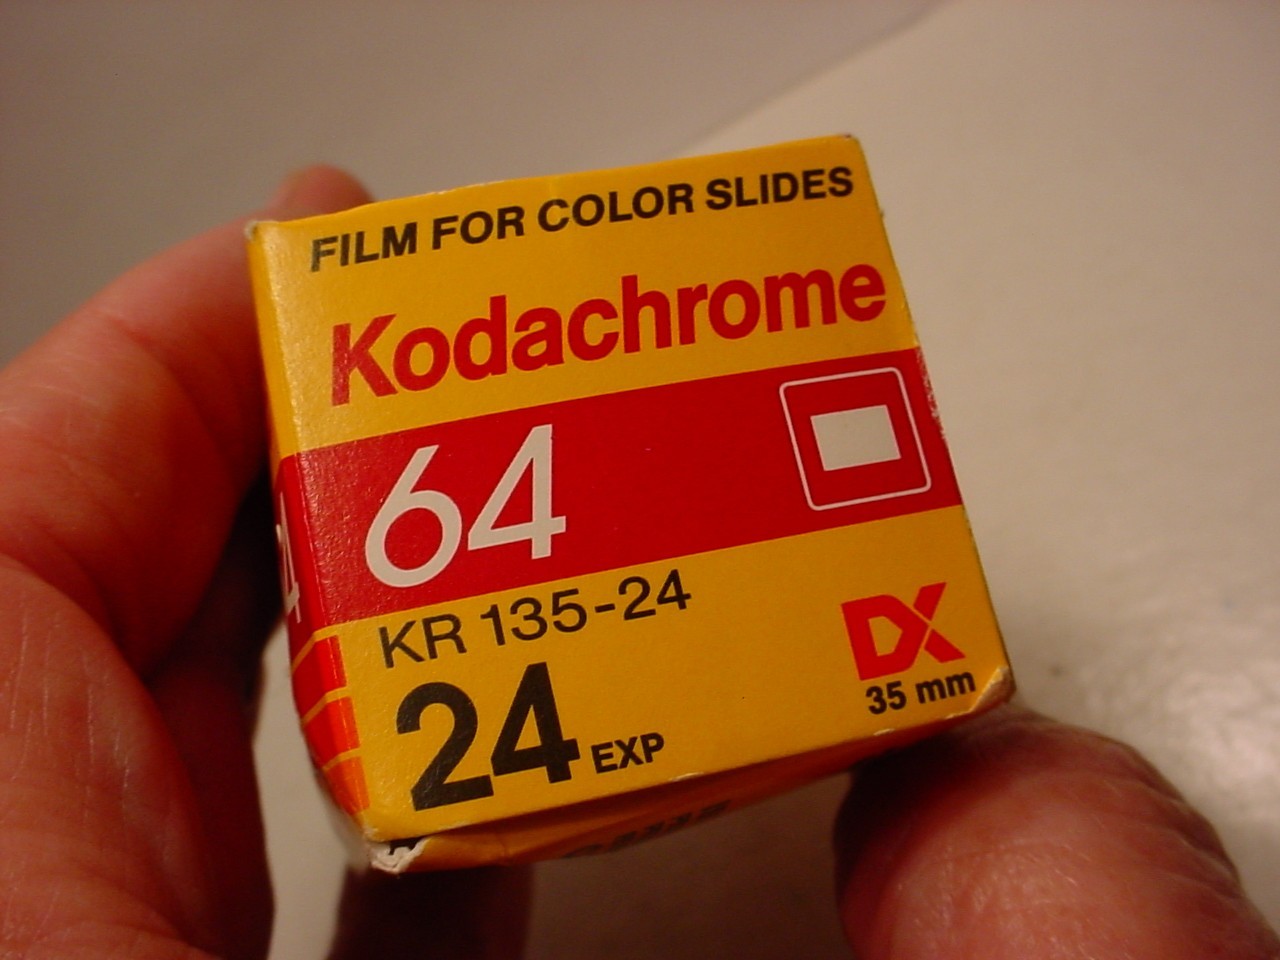 FILM FOR COLOR SLIDES
Kodachrome
64
KR 135-24
24 EXP
DX
35 mm